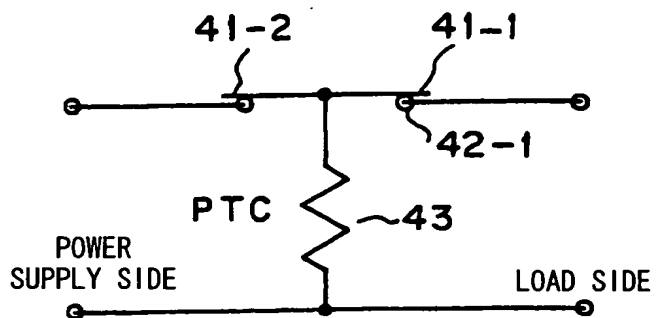 41-2
41-1
42-1
PTC
43
POWER
SUPPLY SIDE
LOAD SIDE